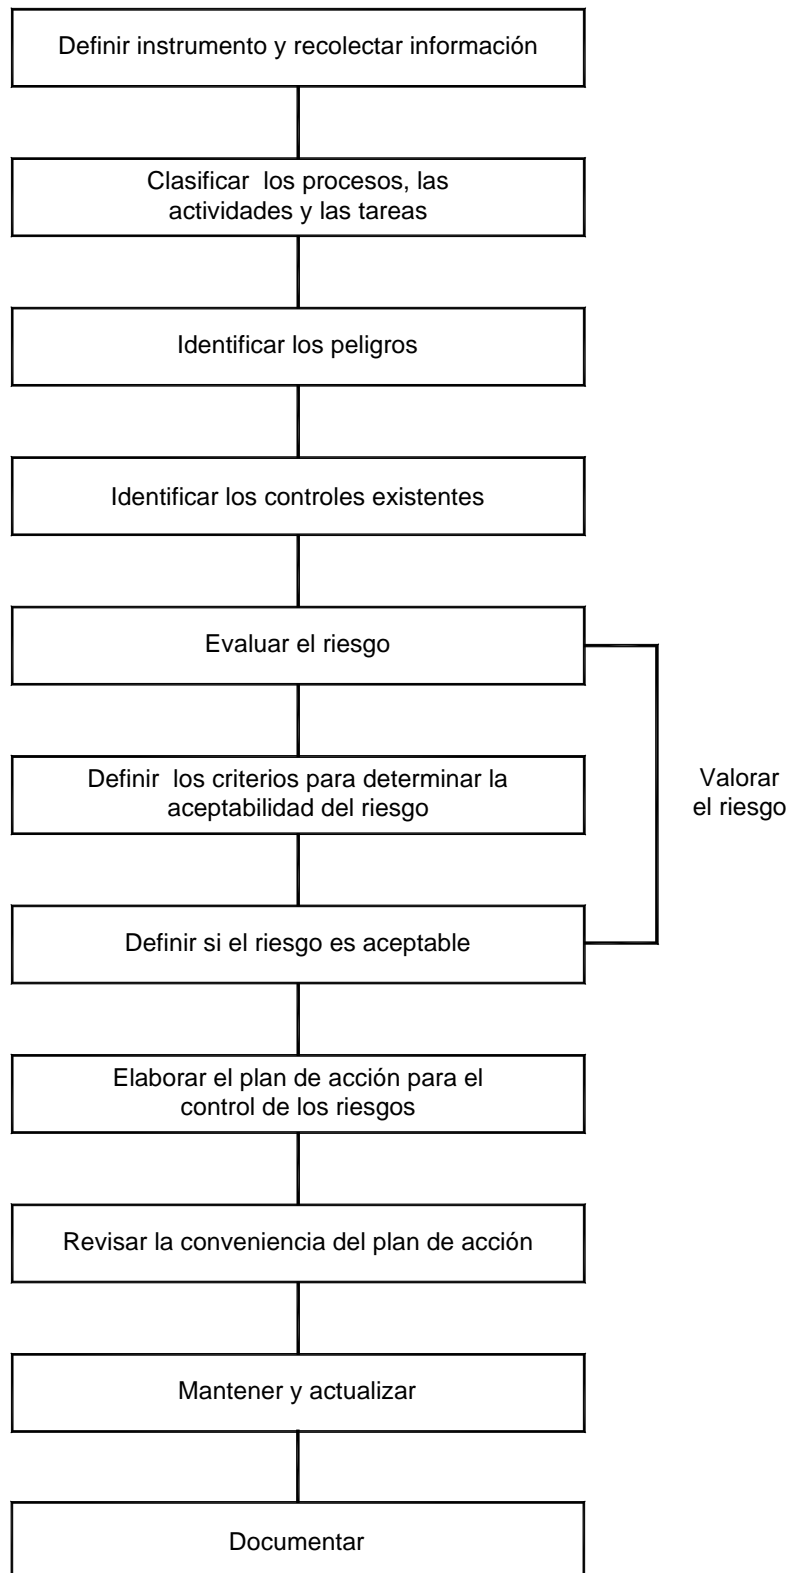 Definir instrumento y recolectar información
Clasificar  los procesos, las
actividades y las tareas
Identificar los peligros
Identificar los controles existentes
Evaluar el riesgo
Definir  los criterios para determinar la
aceptabilidad del riesgo
Valorar
el riesgo
Definir si el riesgo es aceptable
Elaborar el plan de acción para el
control de los riesgos
Revisar la conveniencia del plan de acción
Mantener y actualizar
Documentar